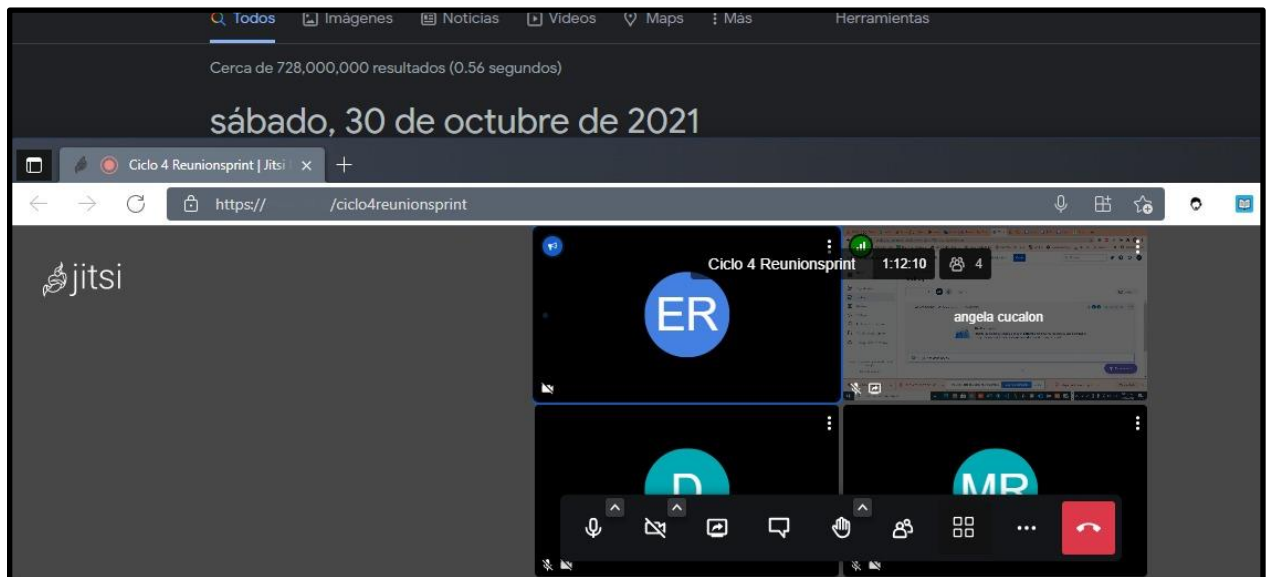 Todos Imágenes Noticias Videos Maps Más Herramientas
Cerca de 728,000,000 resultados (0.56 segundos)
sábado, 30 de octubre de 2021
Ciclo 4 Reunionsprint | Jitsi
https:// /ciclo4reunionsprint
jitsi
Ciclo 4 Reunionsprint 1:12:10 4
ER
angela cucalon
D
MR